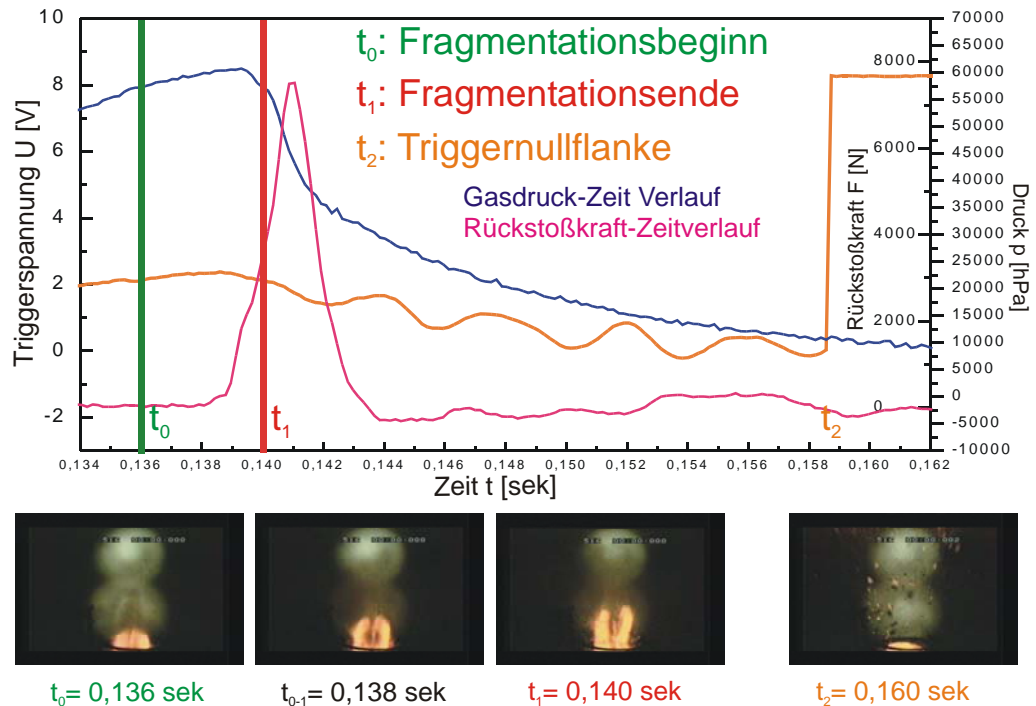 10
8
6
4
2
0
-2
Triggerspannung U [V]
t0: Fragmentationsbeginn
t1: Fragmentationsende
t2: Triggernullflanke
Gasdruck-Zeit Verlauf
Rückstoßkraft-Zeitverlauf
8000
6000
4000
2000
0
Rückstoßkraft F [N]
70000
65000
60000
55000
50000
45000
40000
35000
30000
25000
20000
15000
10000
5000
0
-5000
-10000
Druck p [hPa]
t0
t1
t2
0,134 0,136 0,138 0,140 0,142 0,144 0,146 0,148 0,150 0,152 0,154 0,156 0,158 0,160 0,162
Zeit t [sek]
t0= 0,136 sek
t0-1= 0,138 sek
t1= 0,140 sek
t2= 0,160 sek